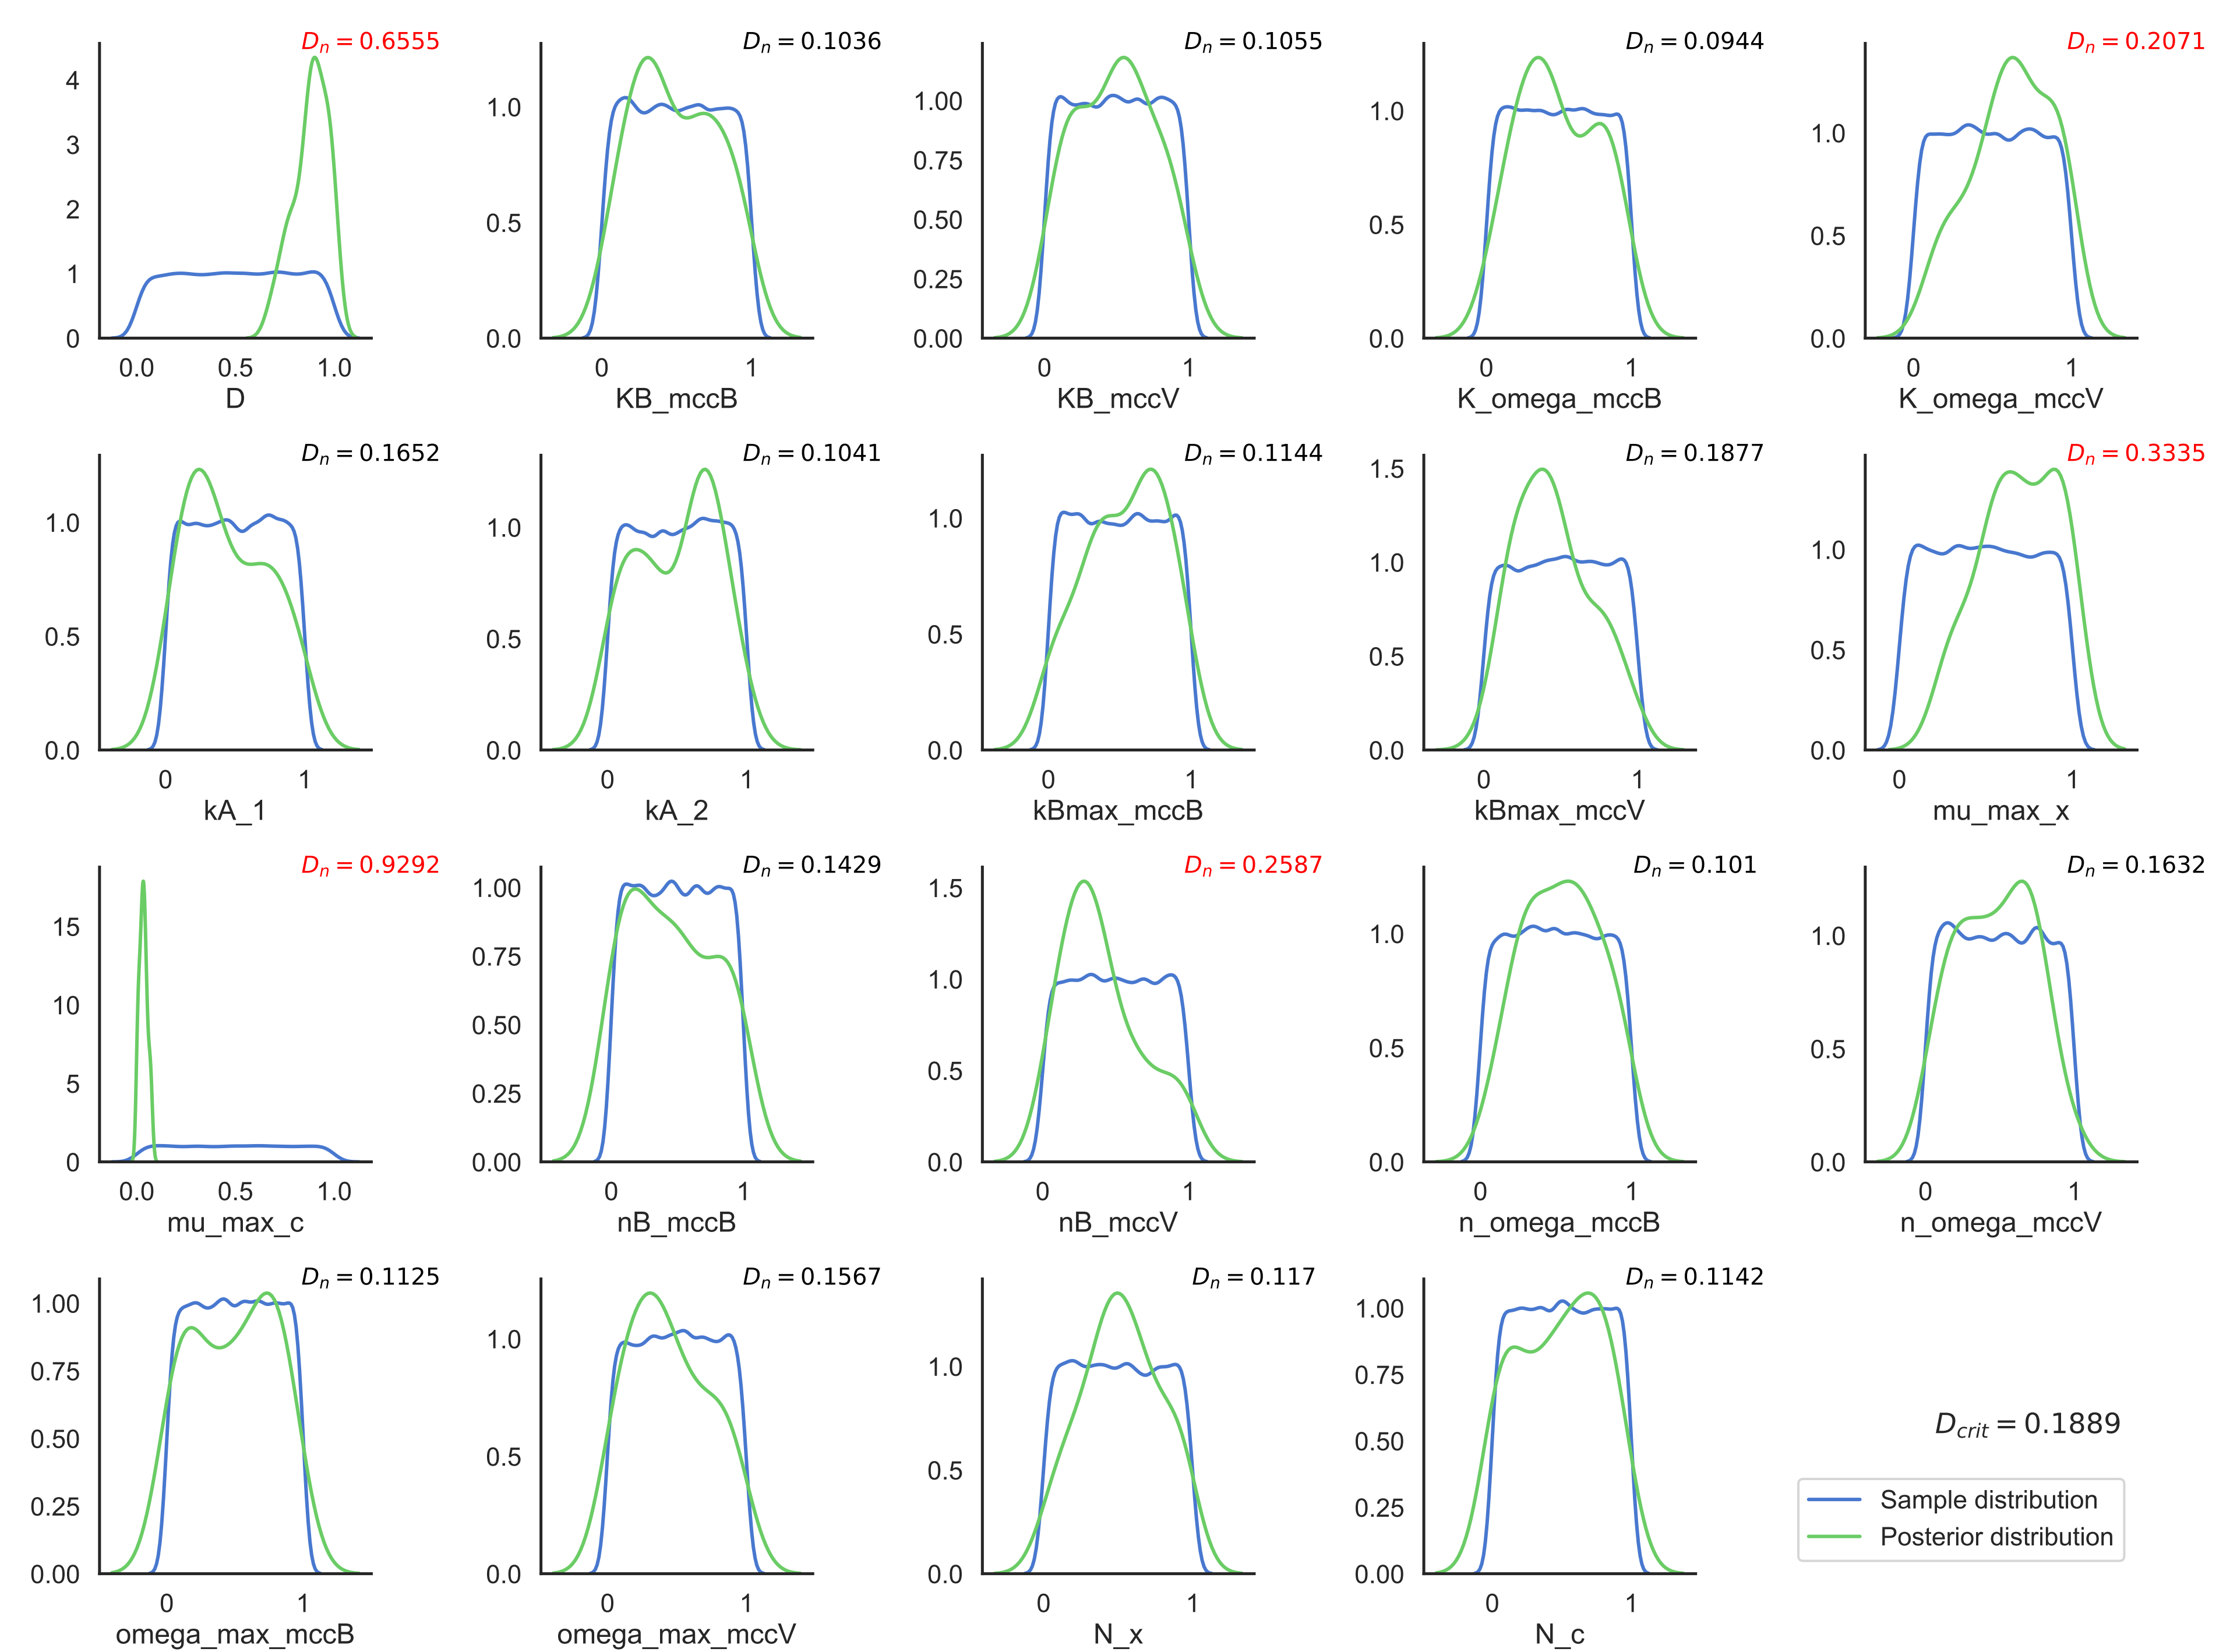 D_n = 0.6555
4
3
2
1
0
0.0 0.5 1.0
D
D_n = 0.1036
1.0
0.5
0.0
0 1
KB_mccB
D_n = 0.1055
1.00
0.75
0.50
0.25
0.00
0 1
KB_mccV
D_n = 0.0944
1.0
0.5
0.0
0 1
K_omega_mccB
D_n = 0.2071
1.0
0.5
0.0
0 1
K_omega_mccV
D_n = 0.1652
1.0
0.5
0.0
0 1
kA_1
D_n = 0.1041
1.0
0.5
0.0
0 1
kA_2
D_n = 0.1144
1.0
0.5
0.0
0 1
kBmax_mccB
D_n = 0.1877
1.5
1.0
0.5
0.0
0 1
kBmax_mccV
D_n = 0.3335
1.0
0.5
0.0
0 1
mu_max_x
D_n = 0.9292
15
10
5
0
0.0 0.5 1.0
mu_max_c
D_n = 0.1429
1.00
0.75
0.50
0.25
0.00
0 1
nB_mccB
D_n = 0.2587
1.5
1.0
0.5
0.0
0 1
nB_mccV
D_n = 0.101
1.0
0.5
0.0
0 1
n_omega_mccB
D_n = 0.1632
1.0
0.5
0.0
0 1
n_omega_mccV
D_n = 0.1125
1.00
0.75
0.50
0.25
0.00
0 1
omega_max_mccB
D_n = 0.1567
1.0
0.5
0.0
0 1
omega_max_mccV
D_n = 0.117
1.0
0.5
0.0
0 1
N_x
D_n = 0.1142
1.00
0.75
0.50
0.25
0.00
0 1
N_c
D_crit = 0.1889
Sample distribution
Posterior distribution